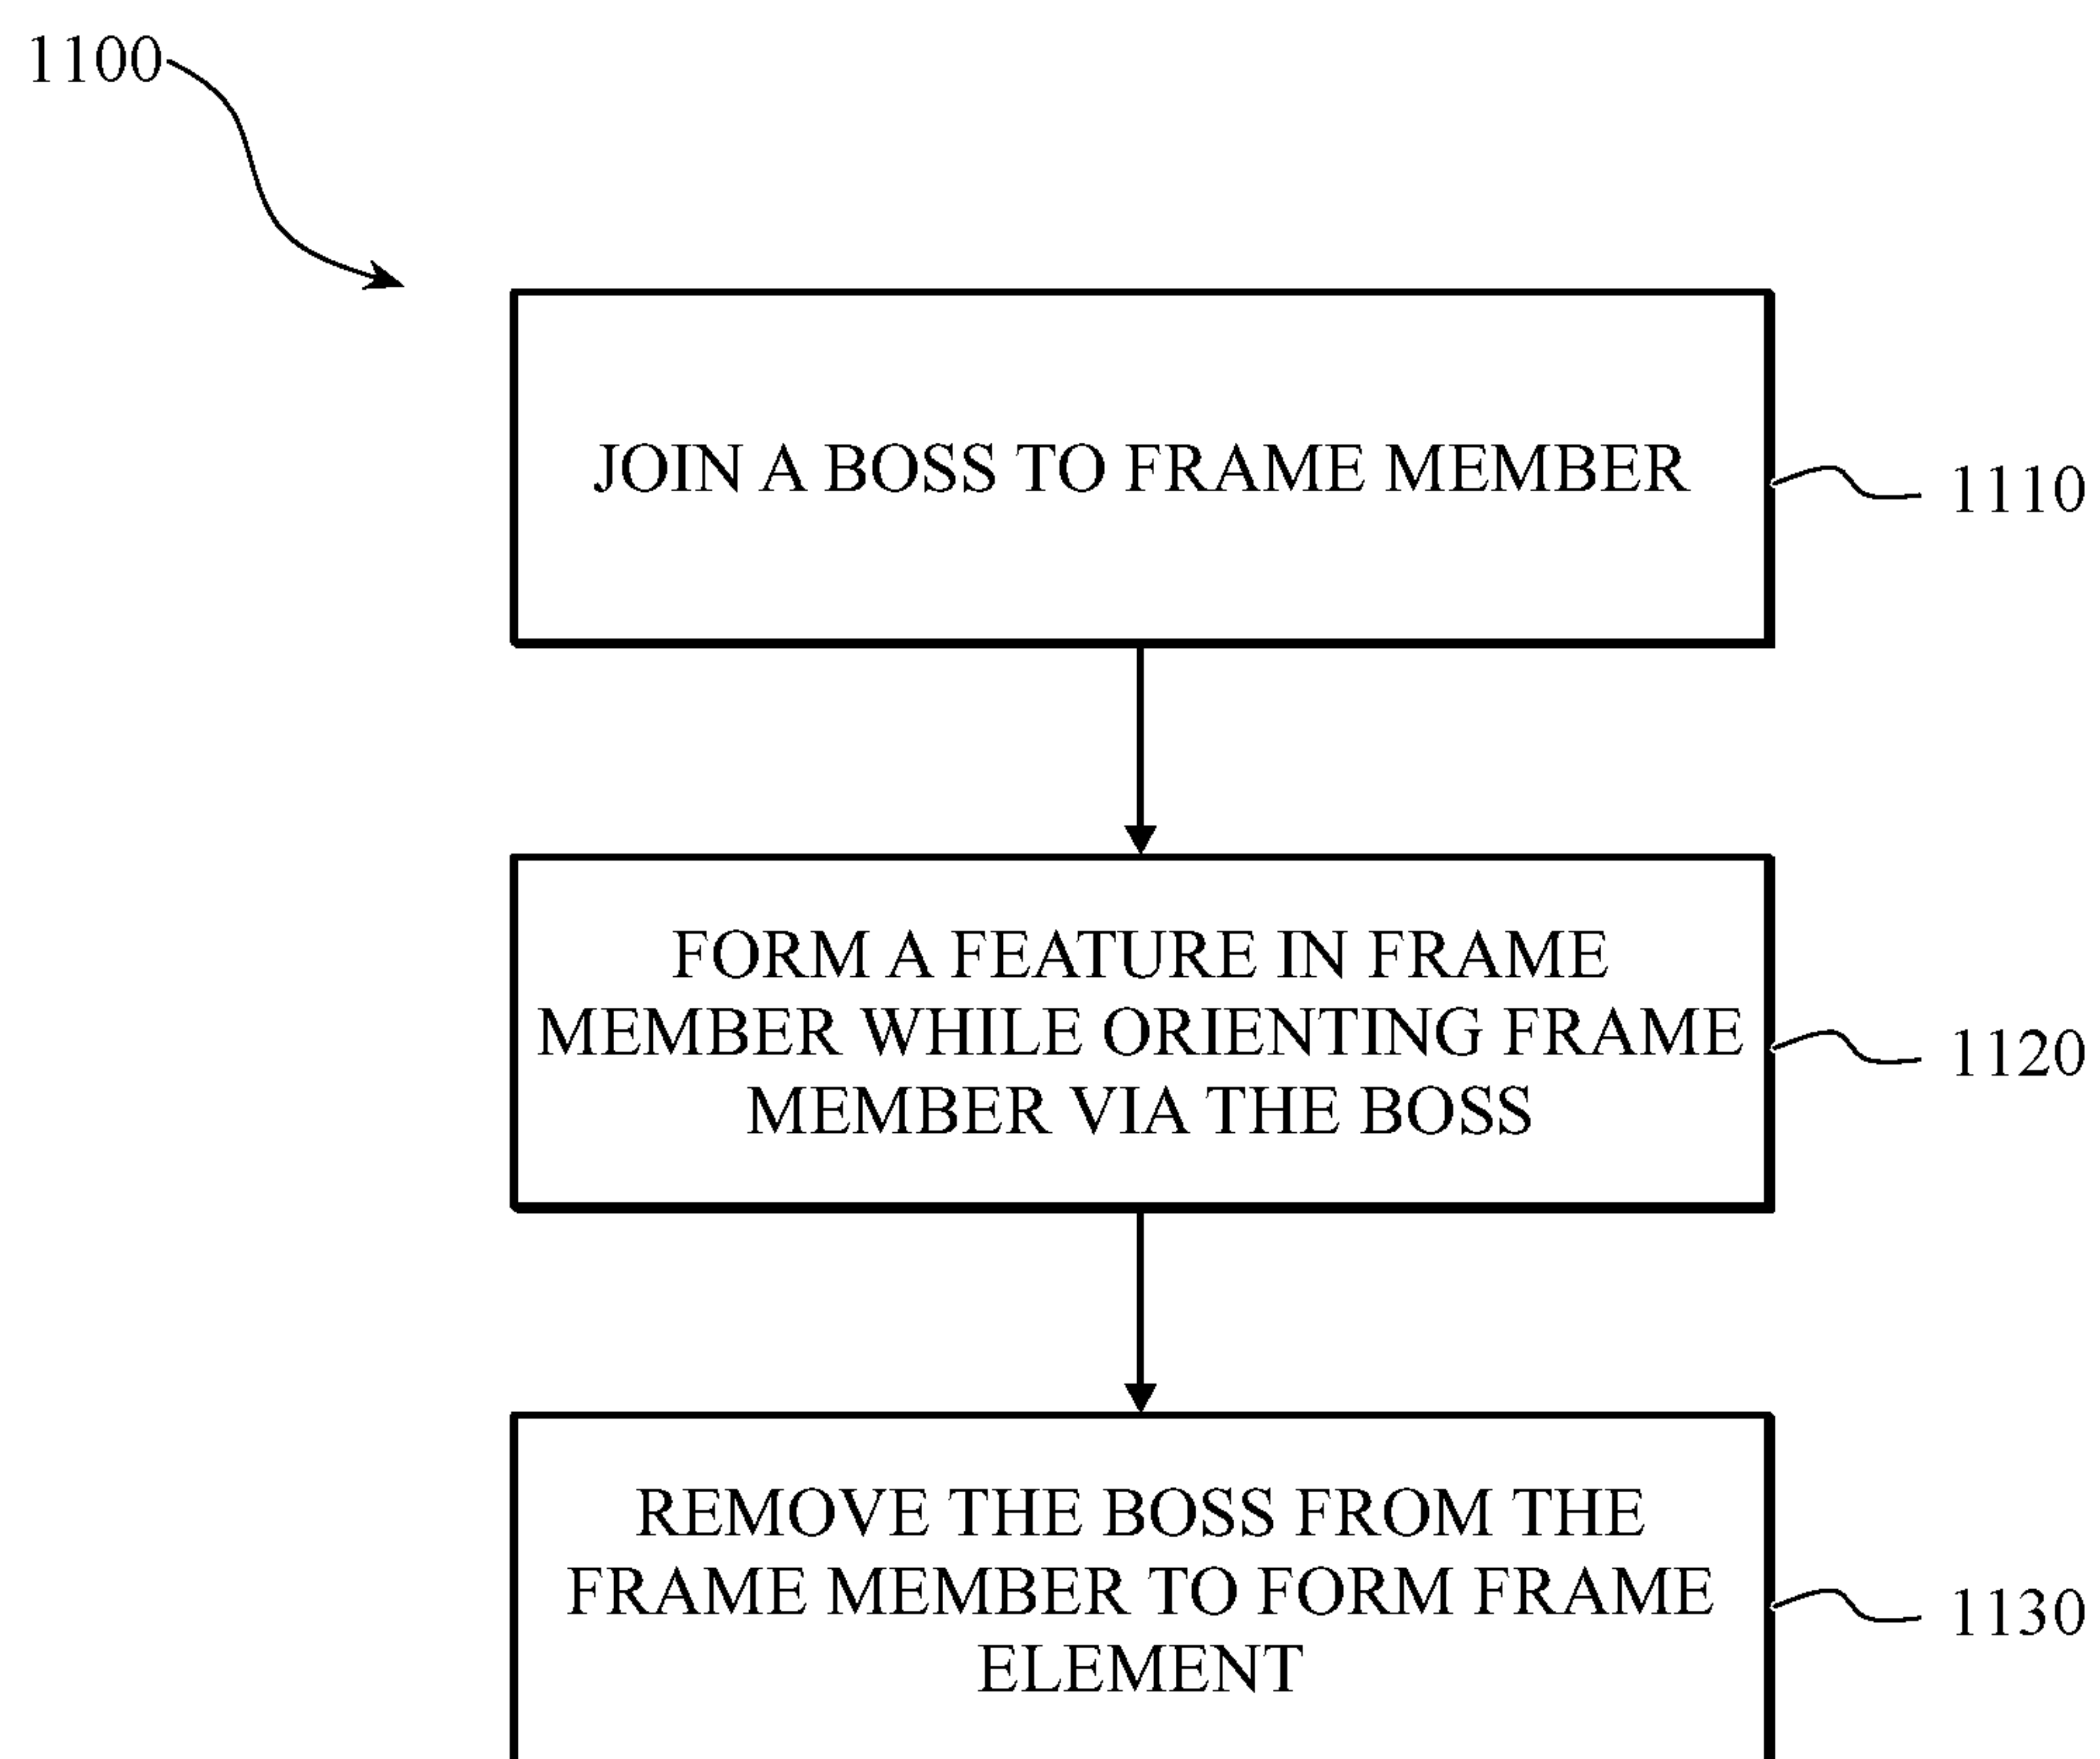 1100
JOIN A BOSS TO FRAME MEMBER
1110
FORM A FEATURE IN FRAME
MEMBER WHILE ORIENTING FRAME
MEMBER VIA THE BOSS
1120
REMOVE THE BOSS FROM THE
FRAME MEMBER TO FORM FRAME
ELEMENT
1130